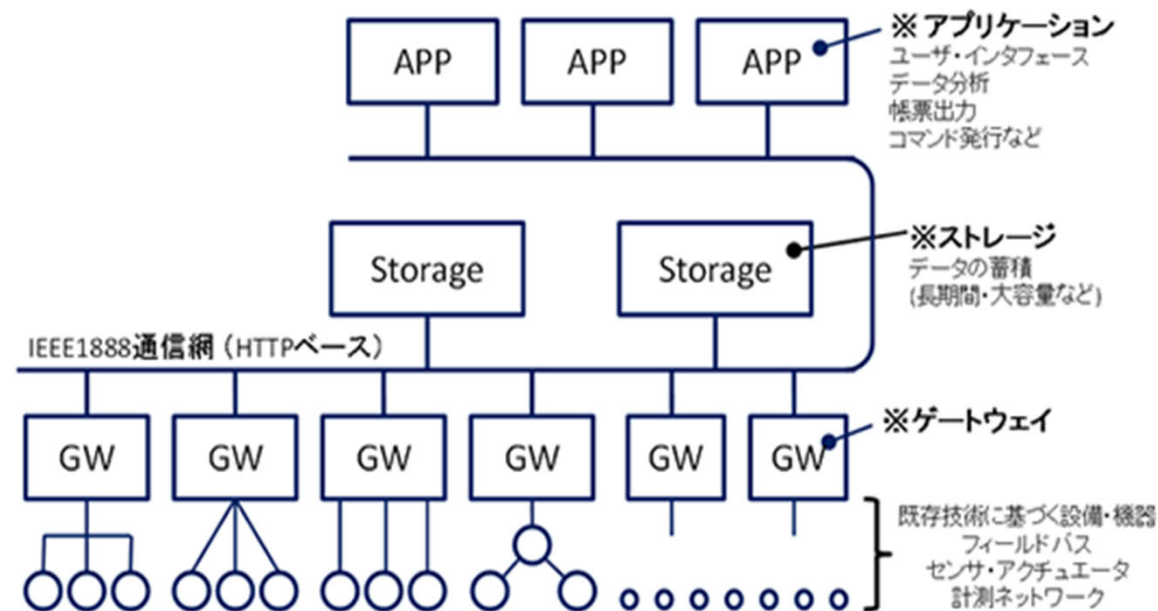 APP
APP
APP
※ アプリケーション
ユーザ・インタフェース
データ分析
帳票出力
コマンド発行など
Storage
Storage
※ストレージ
データの蓄積
(長期間・大容量など)
IEEE1888通信網（HTTPベース）
GW
GW
GW
GW
GW
GW
※ゲートウェイ
既存技術に基づく設備・機器
フィールドバス
センサ・アクチュエータ
計測ネットワーク